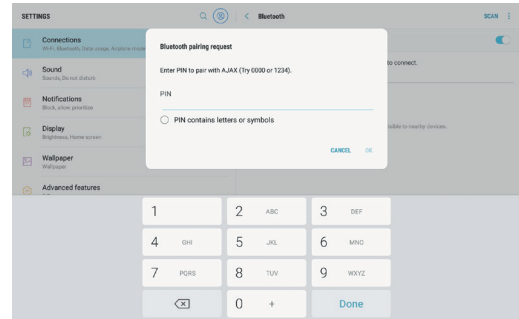 SETTINGS
Bluetooth
SCAN
Connections
Wi-Fi, Bluetooth, Data usage, Airplane mode
Sound
Sounds, Do not disturb
Notifications
Block, allow, prioritize
Display
Brightness, Home screen
Wallpaper
Wallpaper
Advanced features
to connect.
visible to nearby devices.
Bluetooth pairing request
Enter PIN to pair with AJAX (Try 0000 or 1234).
PIN
PIN contains letters or symbols
CANCEL OK
1 2 ABC 3 DEF
4 GHI 5 JKL 6 MNO
7 PQRS 8 TUV 9 WXYZ
0 + Done